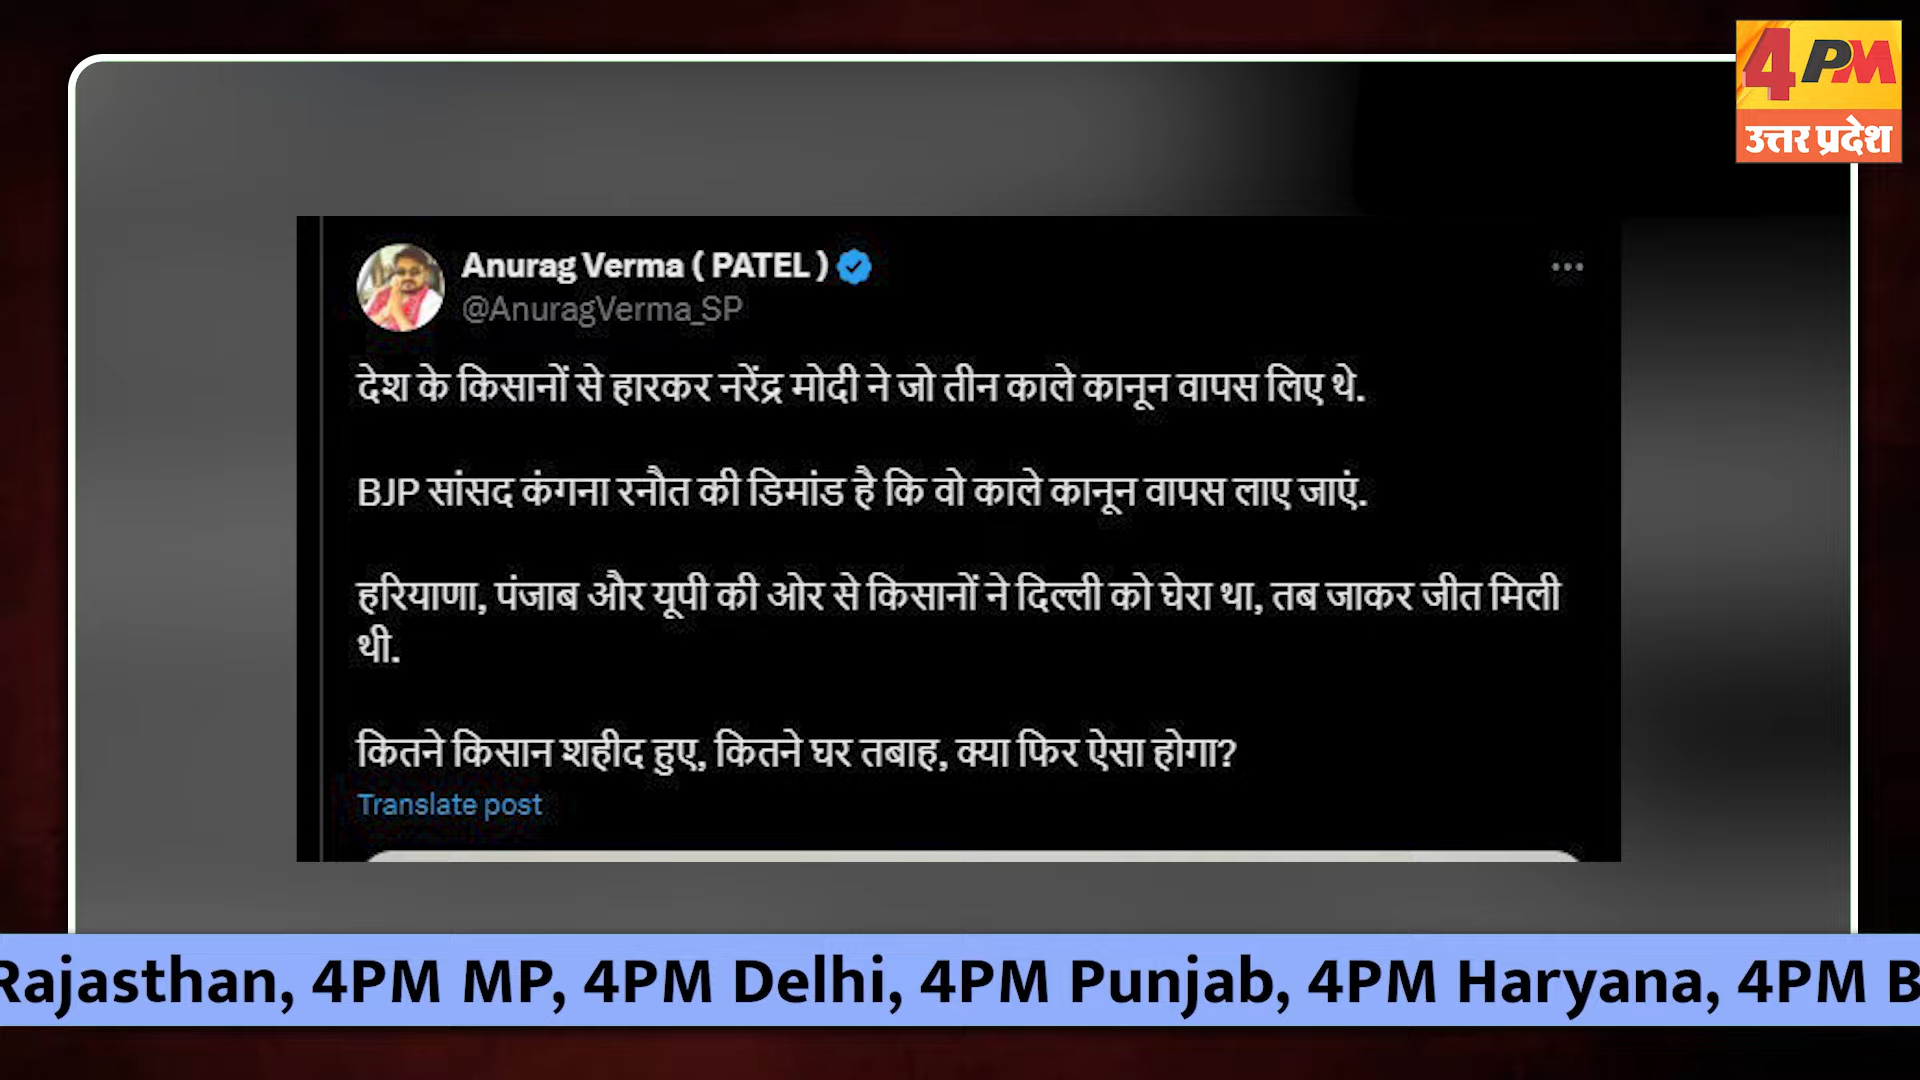 4PM
उत्तर प्रदेश
Anurag Verma ( PATEL )
@AnuragVerma_SP
देश के किसानों से हारकर नरेंद्र मोदी ने जो तीन काले कानून वापस लिए थे.
BJP सांसद कंगना रनौत की डिमांड है कि वो काले कानून वापस लाए जाएं.
हरियाणा, पंजाब और यूपी की ओर से किसानों ने दिल्ली को घेरा था, तब जाकर जीत मिली
थी.
कितने किसान शहीद हुए, कितने घर तबाह, क्या फिर ऐसा होगा?
Translate post
Rajasthan, 4PM MP, 4PM Delhi, 4PM Punjab, 4PM Haryana, 4PM B